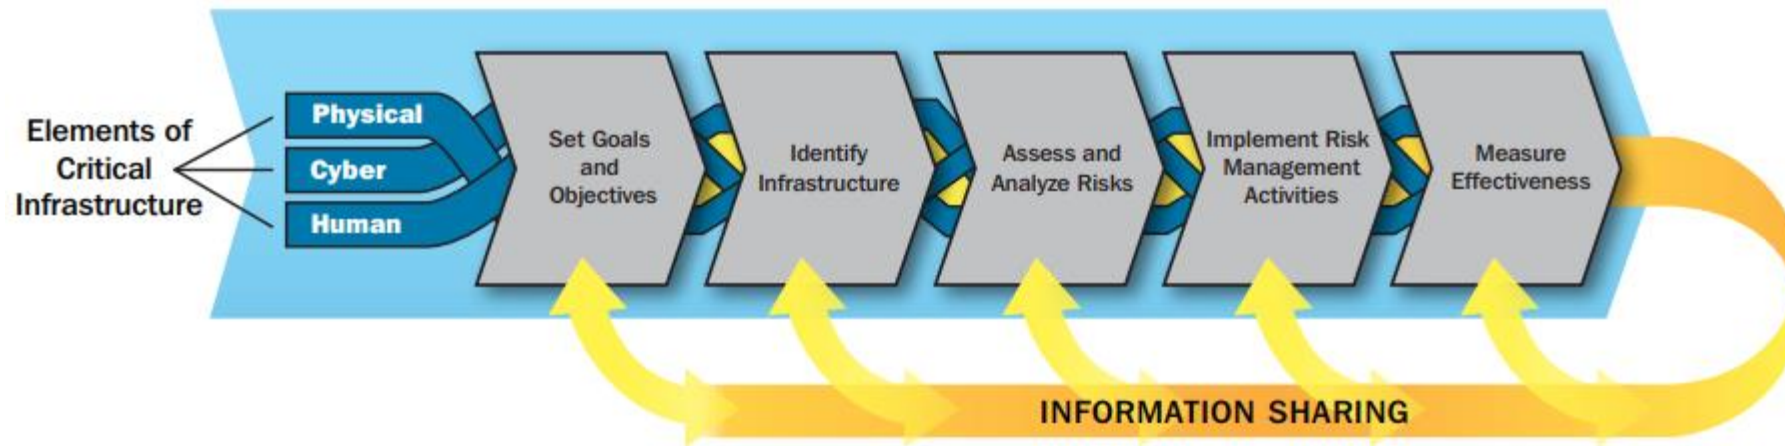 Elements of
Critical
Infrastructure
Physical
Cyber
Human
Set Goals
and
Objectives
Identify
Infrastructure
Assess and
Analyze Risks
Implement Risk
Management
Activities
Measure
Effectiveness
INFORMATION SHARING